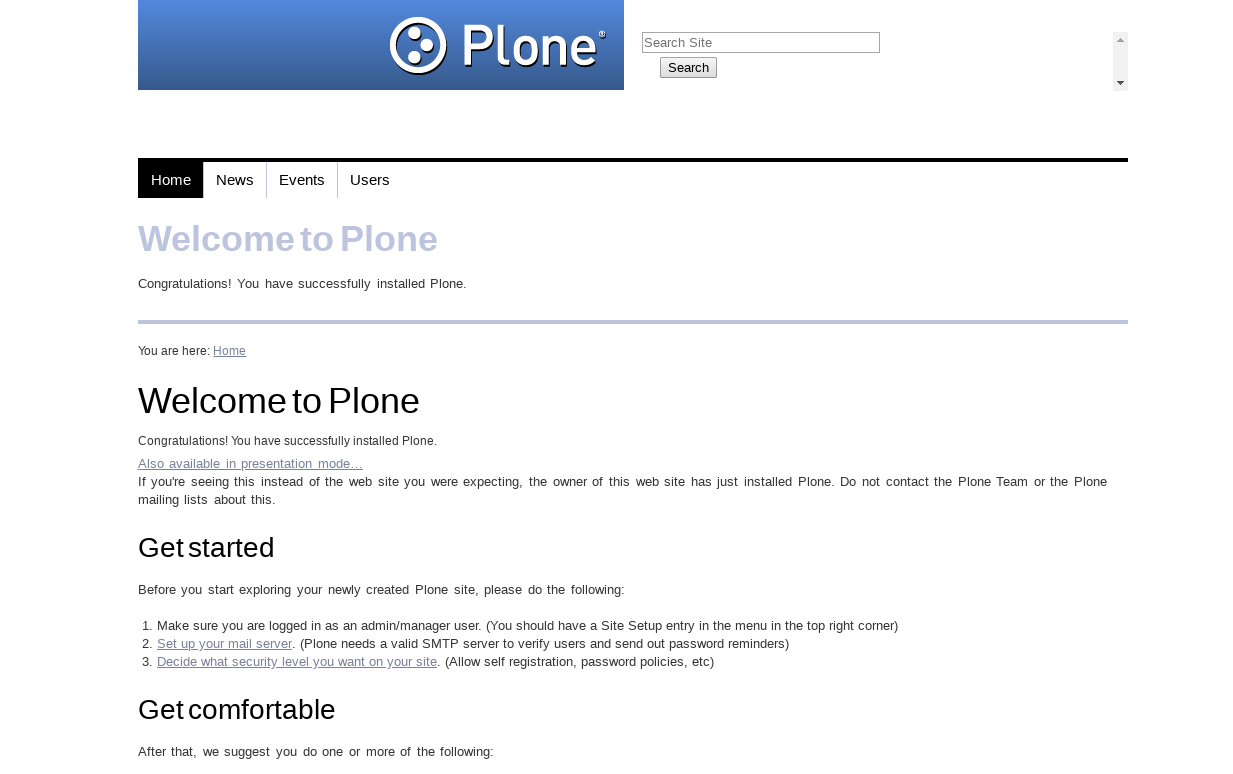 Plone®
Search Site
Search
Home News Events Users
Welcome to Plone
Congratulations! You have successfully installed Plone.
You are here: Home
Welcome to Plone
Congratulations! You have successfully installed Plone.
Also available in presentation mode…
If you're seeing this instead of the web site you were expecting, the owner of this web site has just installed Plone. Do not contact the Plone Team or the Plone
mailing lists about this.
Get started
Before you start exploring your newly created Plone site, please do the following:
1. Make sure you are logged in as an admin/manager user. (You should have a Site Setup entry in the menu in the top right corner)
2. Set up your mail server. (Plone needs a valid SMTP server to verify users and send out password reminders)
3. Decide what security level you want on your site. (Allow self registration, password policies, etc)
Get comfortable
After that, we suggest you do one or more of the following: